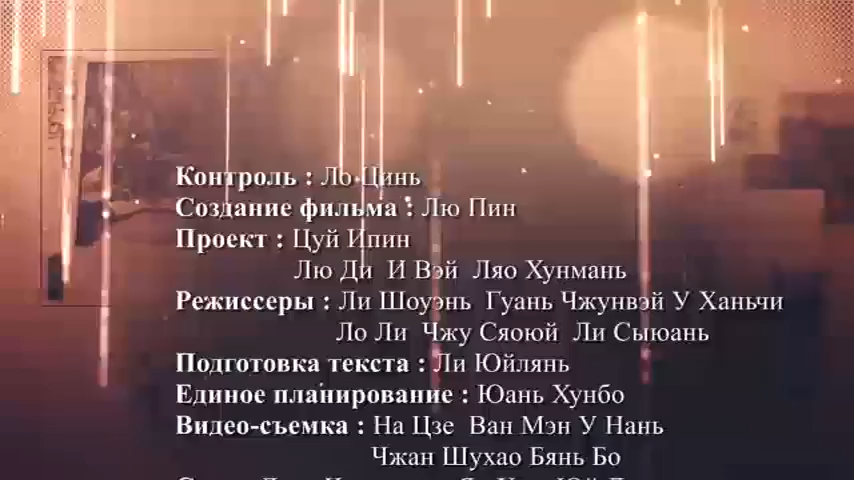 Контроль : Ло Цинь
Создание фильма : Лю Пин
Проект : Цуй Ипин
Лю Ди И Вэй Ляо Хунмань
Режиссеры : Ли Шоуэнь Гуань Чжунвэй У Ханьчи
Ло Ли Чжу Сяоюй Ли Сыюань
Подготовка текста : Ли Юйлянь
Единое планирование : Юань Хунбо
Видео-съемка : На Цзе Ван Мэн У Нань
Чжан Шухао Бянь Бо